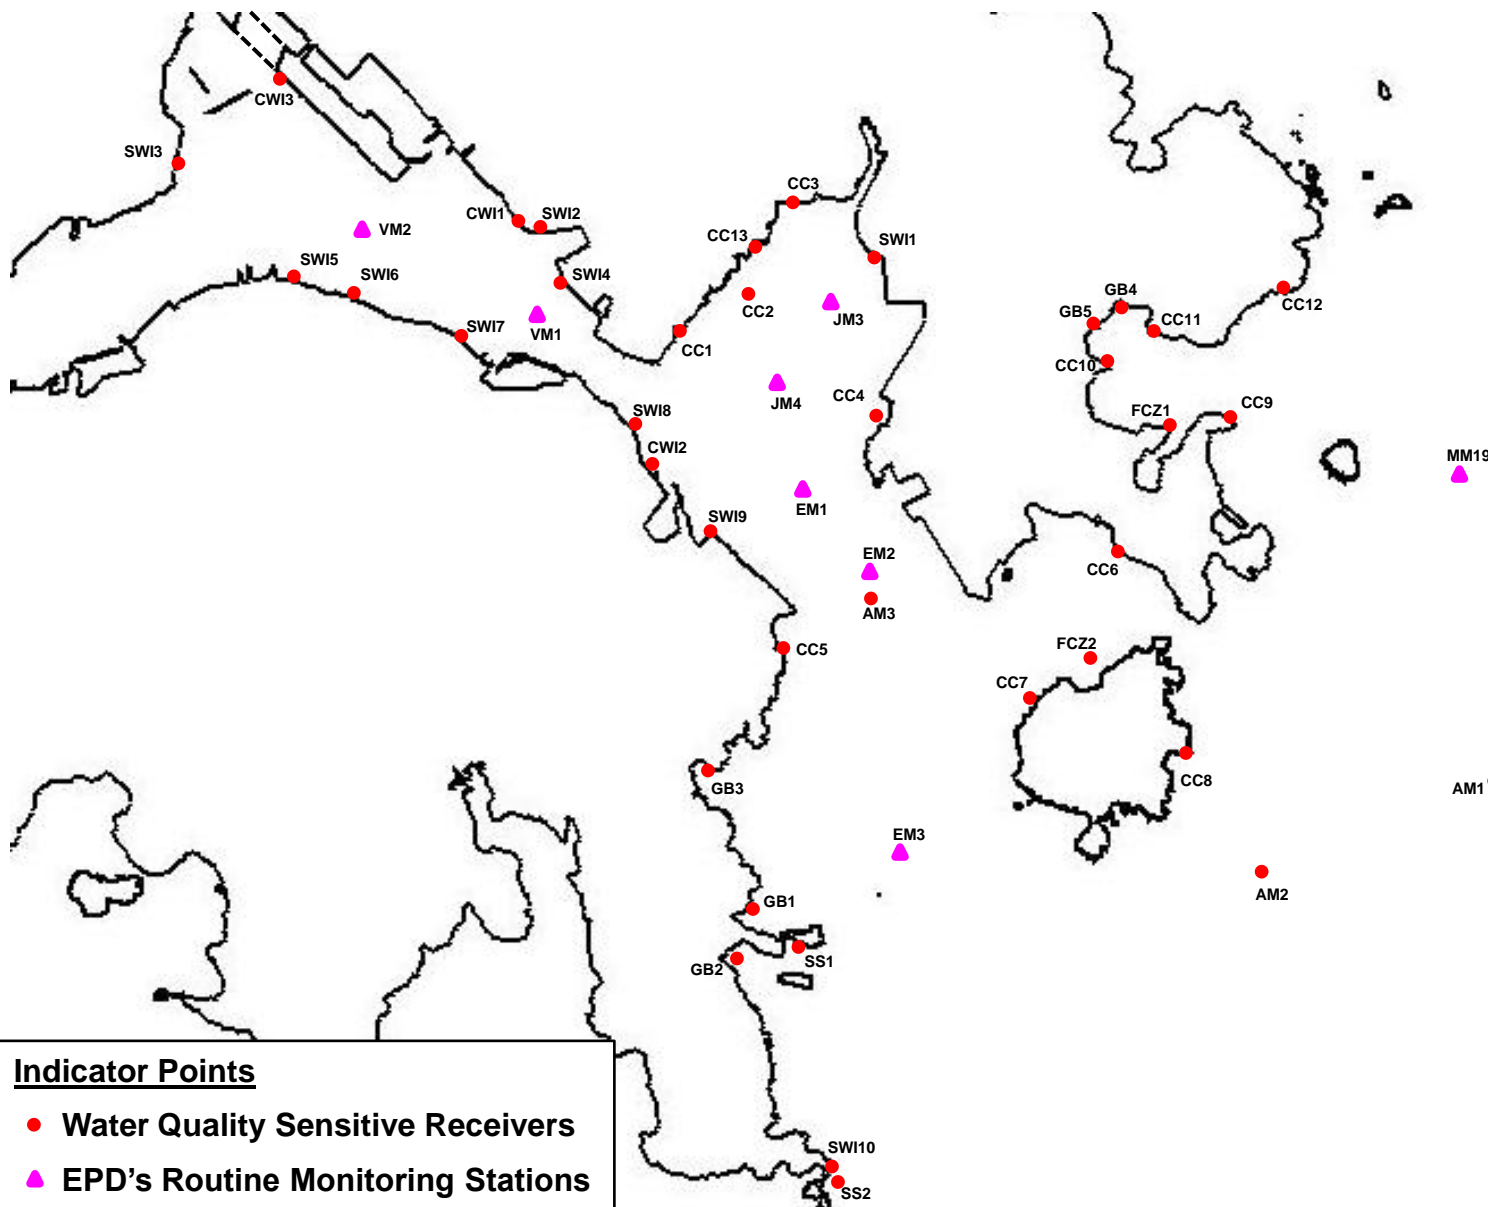 CWI3
SWI3
CC3
CWI1
SWI2
VM2
CC13
SWI1
SWI5
SWI4
SWI6
CC12
GB4
CC2
GB5
JM3
SWI7
VM1
CC11
CC1
CC10
JM4
CC9
SWI8
CC4
FCZ1
CWI2
MM19
EM1
SWI9
EM2
CC6
AM3
FCZ2
CC5
CC7
CC8
GB3
AM1
EM3
AM2
GB1
SS1
GB2
Indicator Points
Water Quality Sensitive Receivers
SWI10
EPD's Routine Monitoring Stations
SS2